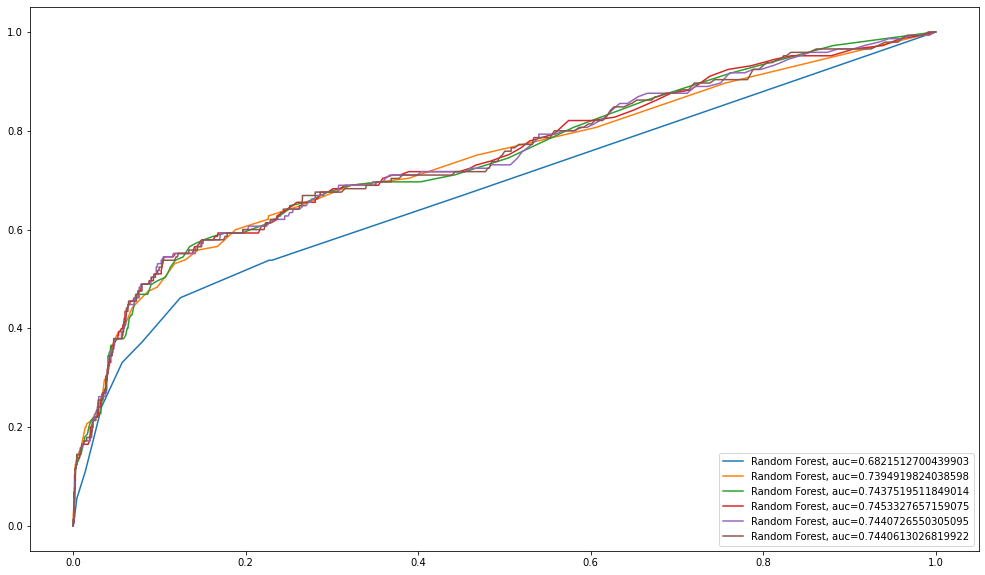 1.0
0.8
0.6
0.4
0.2
0.0
0.0 0.2 0.4 0.6 0.8 1.0
Random Forest, auc=0.6821512700439903
Random Forest, auc=0.7394919824038598
Random Forest, auc=0.7437519511849014
Random Forest, auc=0.7453327657159075
Random Forest, auc=0.7440726550305095
Random Forest, auc=0.7440613026819922